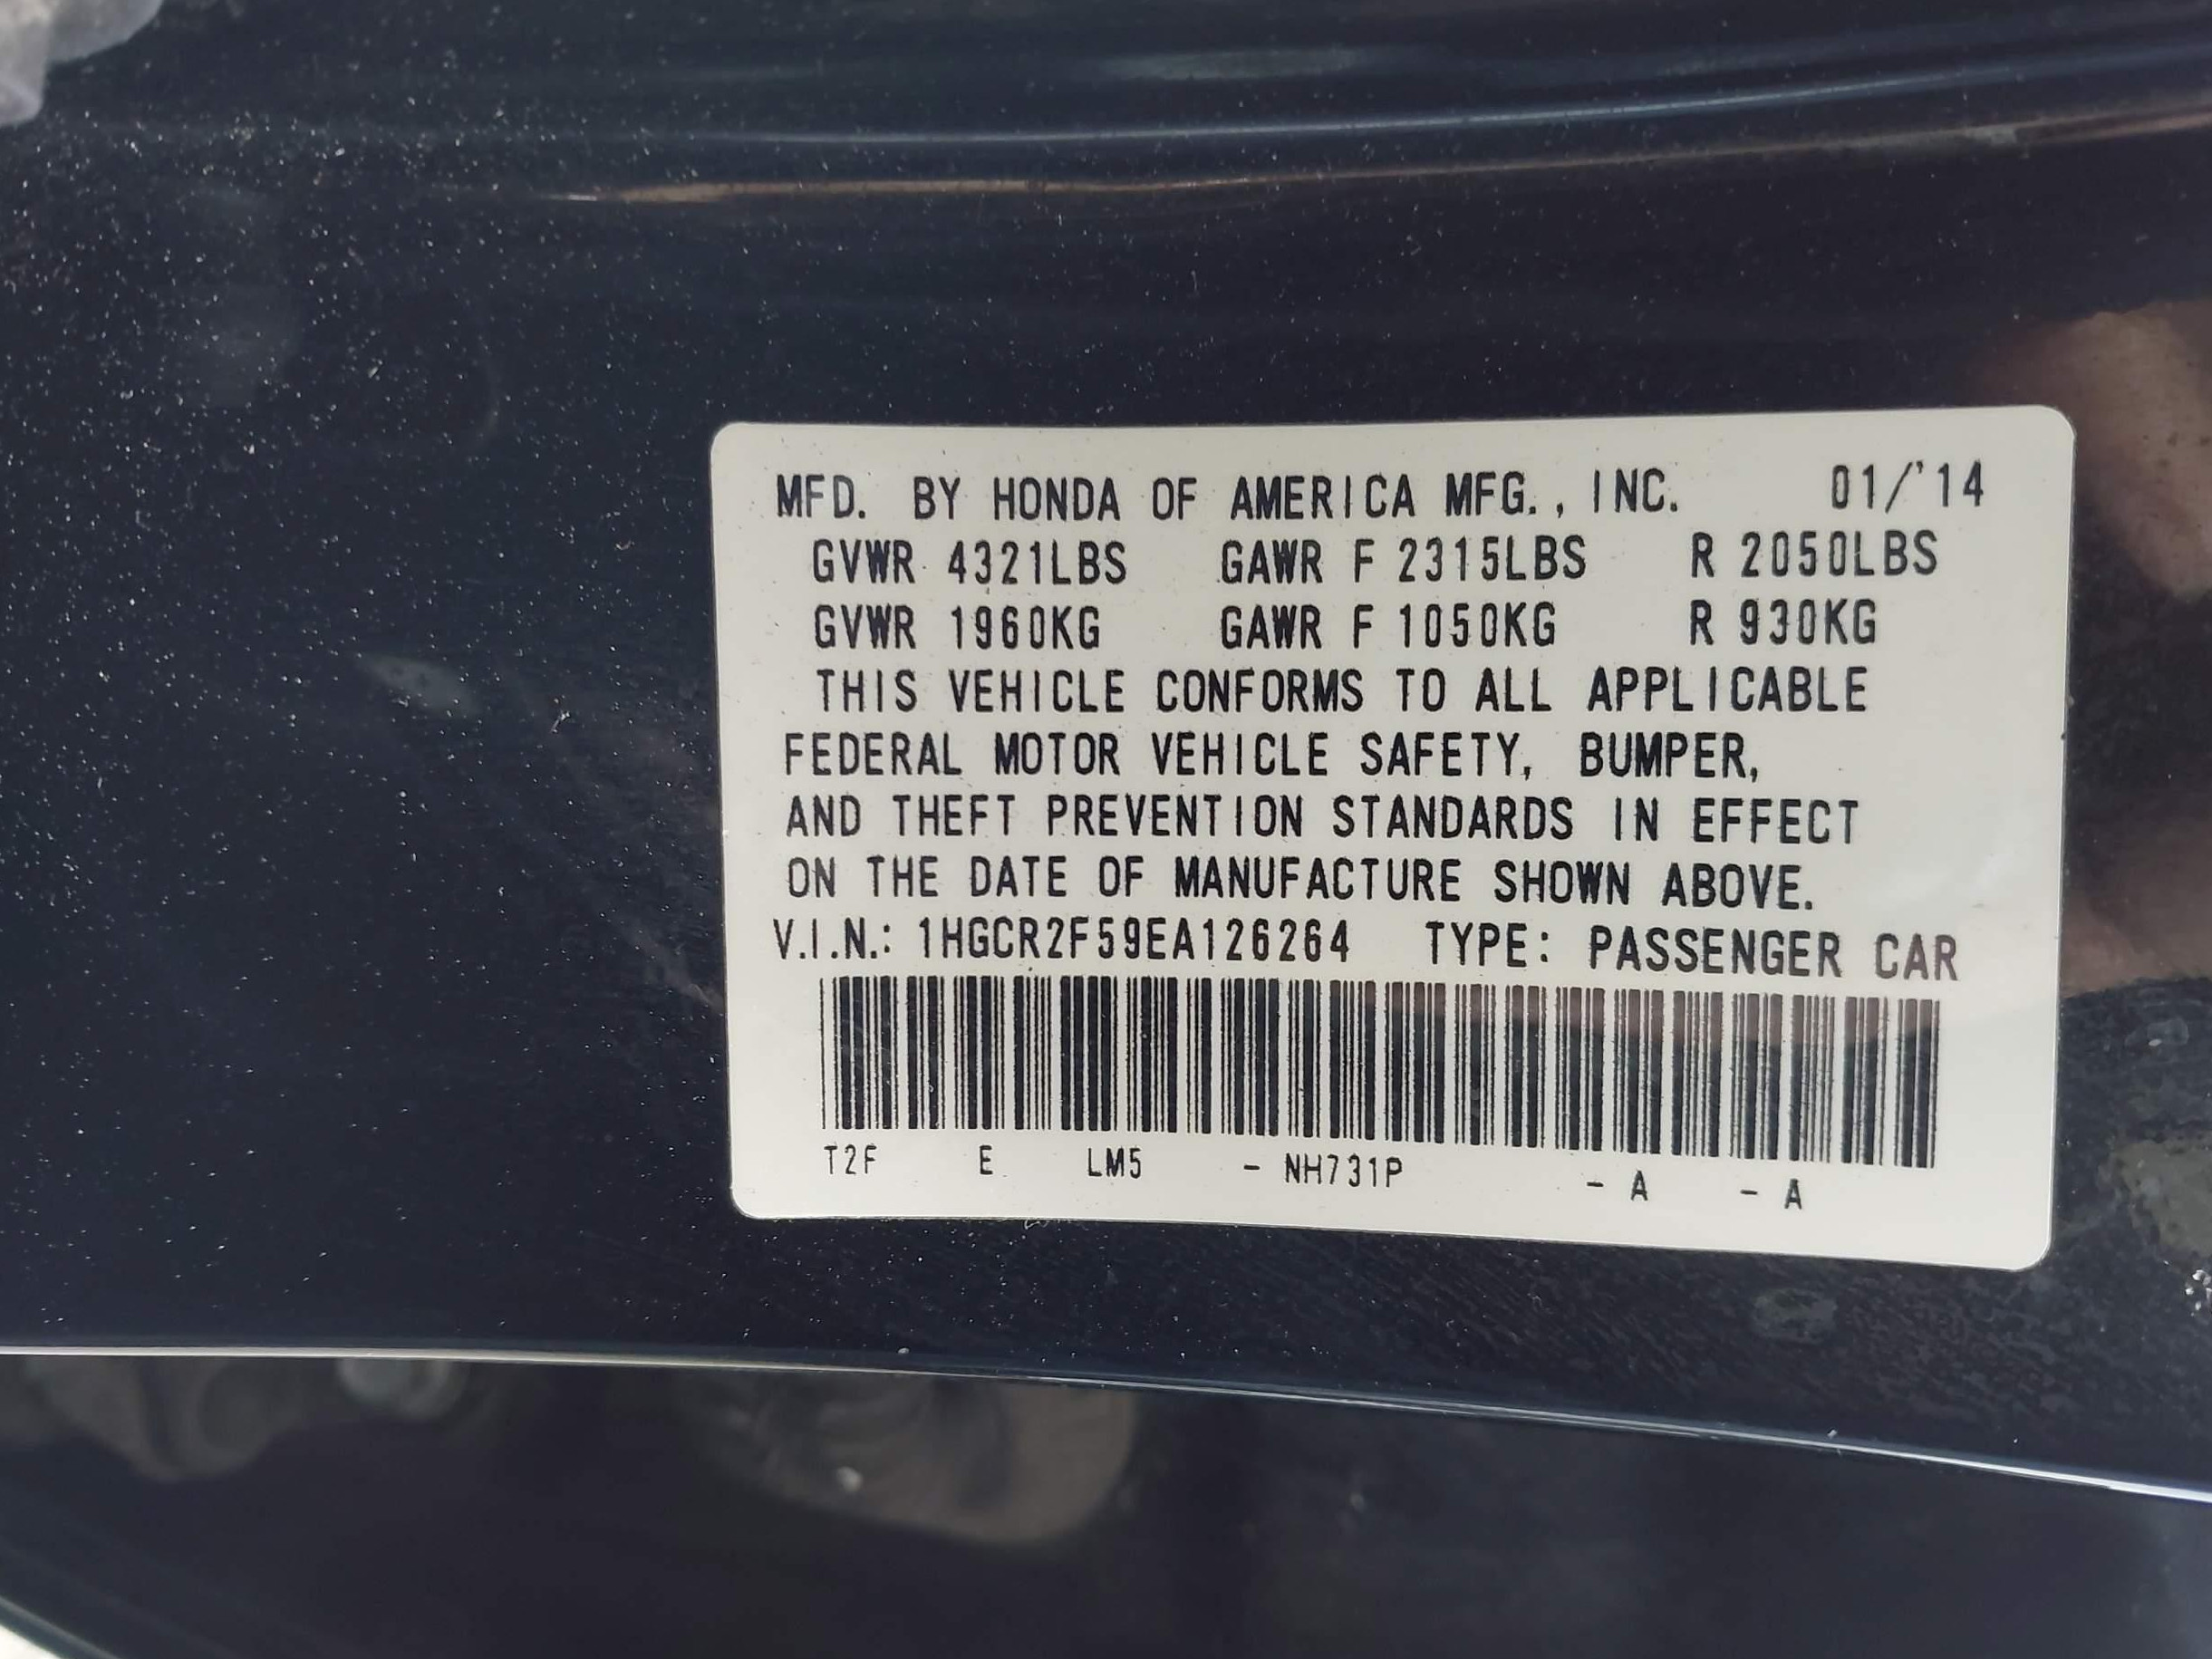 MFD. BY HONDA OF AMERICA MFG., INC. 01/'14
GVWR 4321LBS GAWR F 2315LBS R 2050LBS
GVWR 1960KG GAWR F 1050KG R 930KG
THIS VEHICLE CONFORMS TO ALL APPLICABLE
FEDERAL MOTOR VEHICLE SAFETY, BUMPER,
AND THEFT PREVENTION STANDARDS IN EFFECT
ON THE DATE OF MANUFACTURE SHOWN ABOVE.
V.I.N.: 1HGCR2F59EA126264 TYPE: PASSENGER CAR
T2F E LM5 - NH731P - A - A